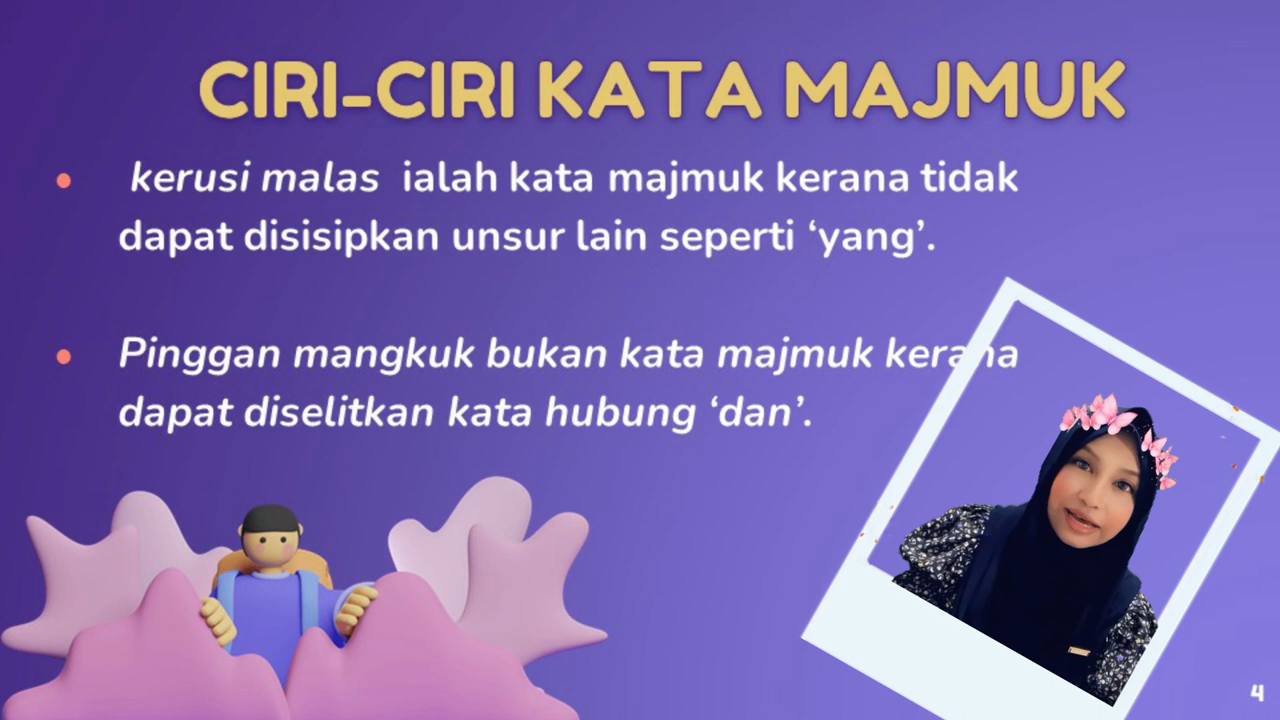 CIRI-CIRI KATA MAJMUK
• kerusi malas ialah kata majmuk kerana tidak
dapat disisipkan unsur lain seperti ‘yang’.
• Pinggan mangkuk bukan kata majmuk kerana
dapat diselitkan kata hubung ‘dan’.
4